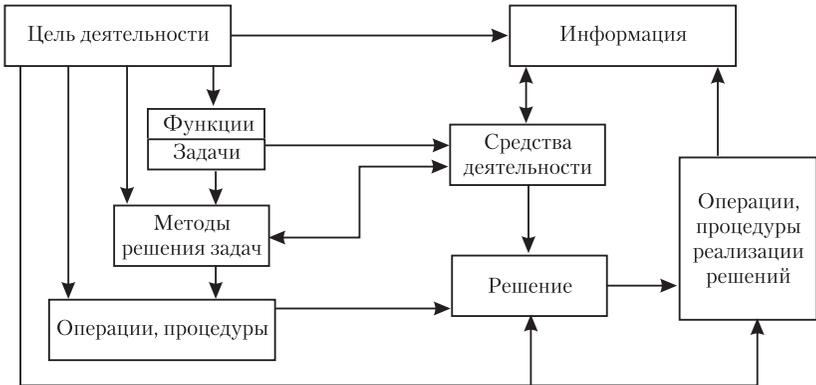 Цель деятельности
Информация
Функции
Задачи
Средства
деятельности
Методы
решения задач
Операции,
процедуры
реализации
решений
Решение
Операции, процедуры